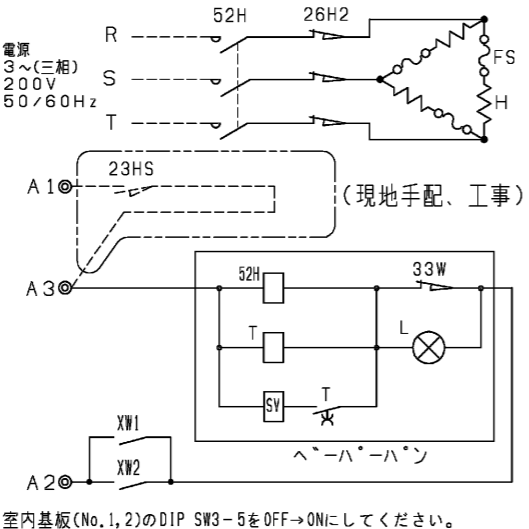 52H 26H2
電源
3~(三相)
200V
50/60Hz
R
S
T
FS
H
23HS
A1
(現地手配、工事)
A3
52H
33W
T
L
SV
T
ベーパーパン
XW1
XW2
A2
室内基板(No.1,2)のDIP SW3-5をOFF→ONにしてください。